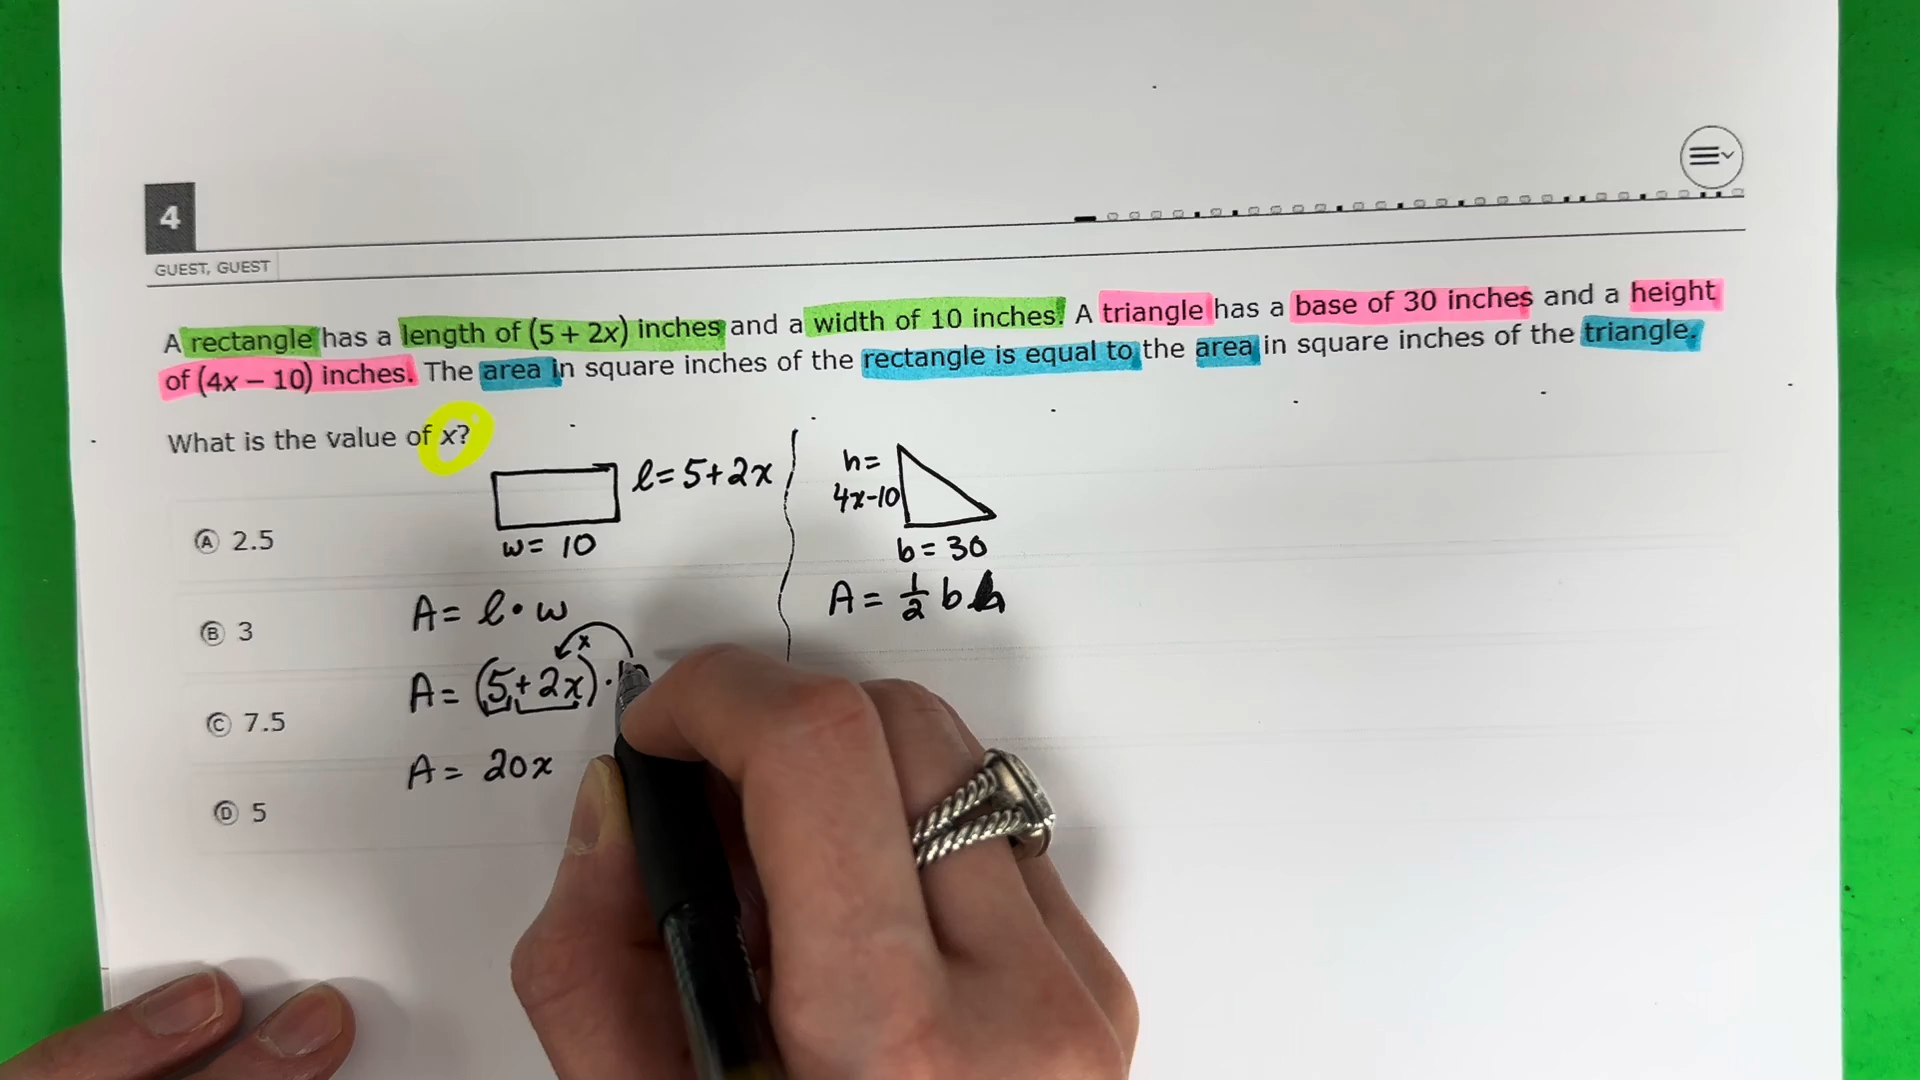 4
GUEST, GUEST
A rectangle has a length of (5 + 2x) inches and a width of 10 inches. A triangle has a base of 30 inches and a height
of (4x – 10) inches. The area in square inches of the rectangle is equal to the area in square inches of the triangle.
What is the value of x?
A 2.5
B 3
C 7.5
D 5
l = 5+2x
w = 10
A = l • w
x
A = (5+2x) •
A = 20x
h =
4x-10
b = 30
A = 1/2 b h